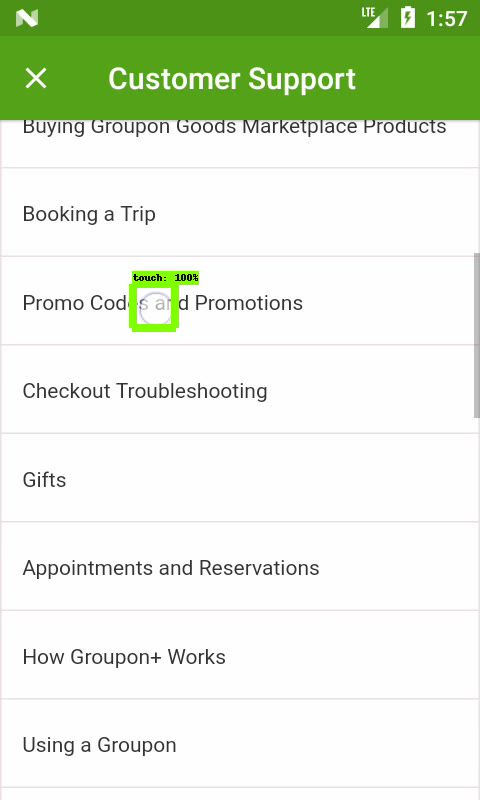 LTE 1:57
Customer Support
Buying Groupon Goods Marketplace Products
Booking a Trip
touch: 100%
Promo Codes and Promotions
Checkout Troubleshooting
Gifts
Appointments and Reservations
How Groupon+ Works
Using a Groupon